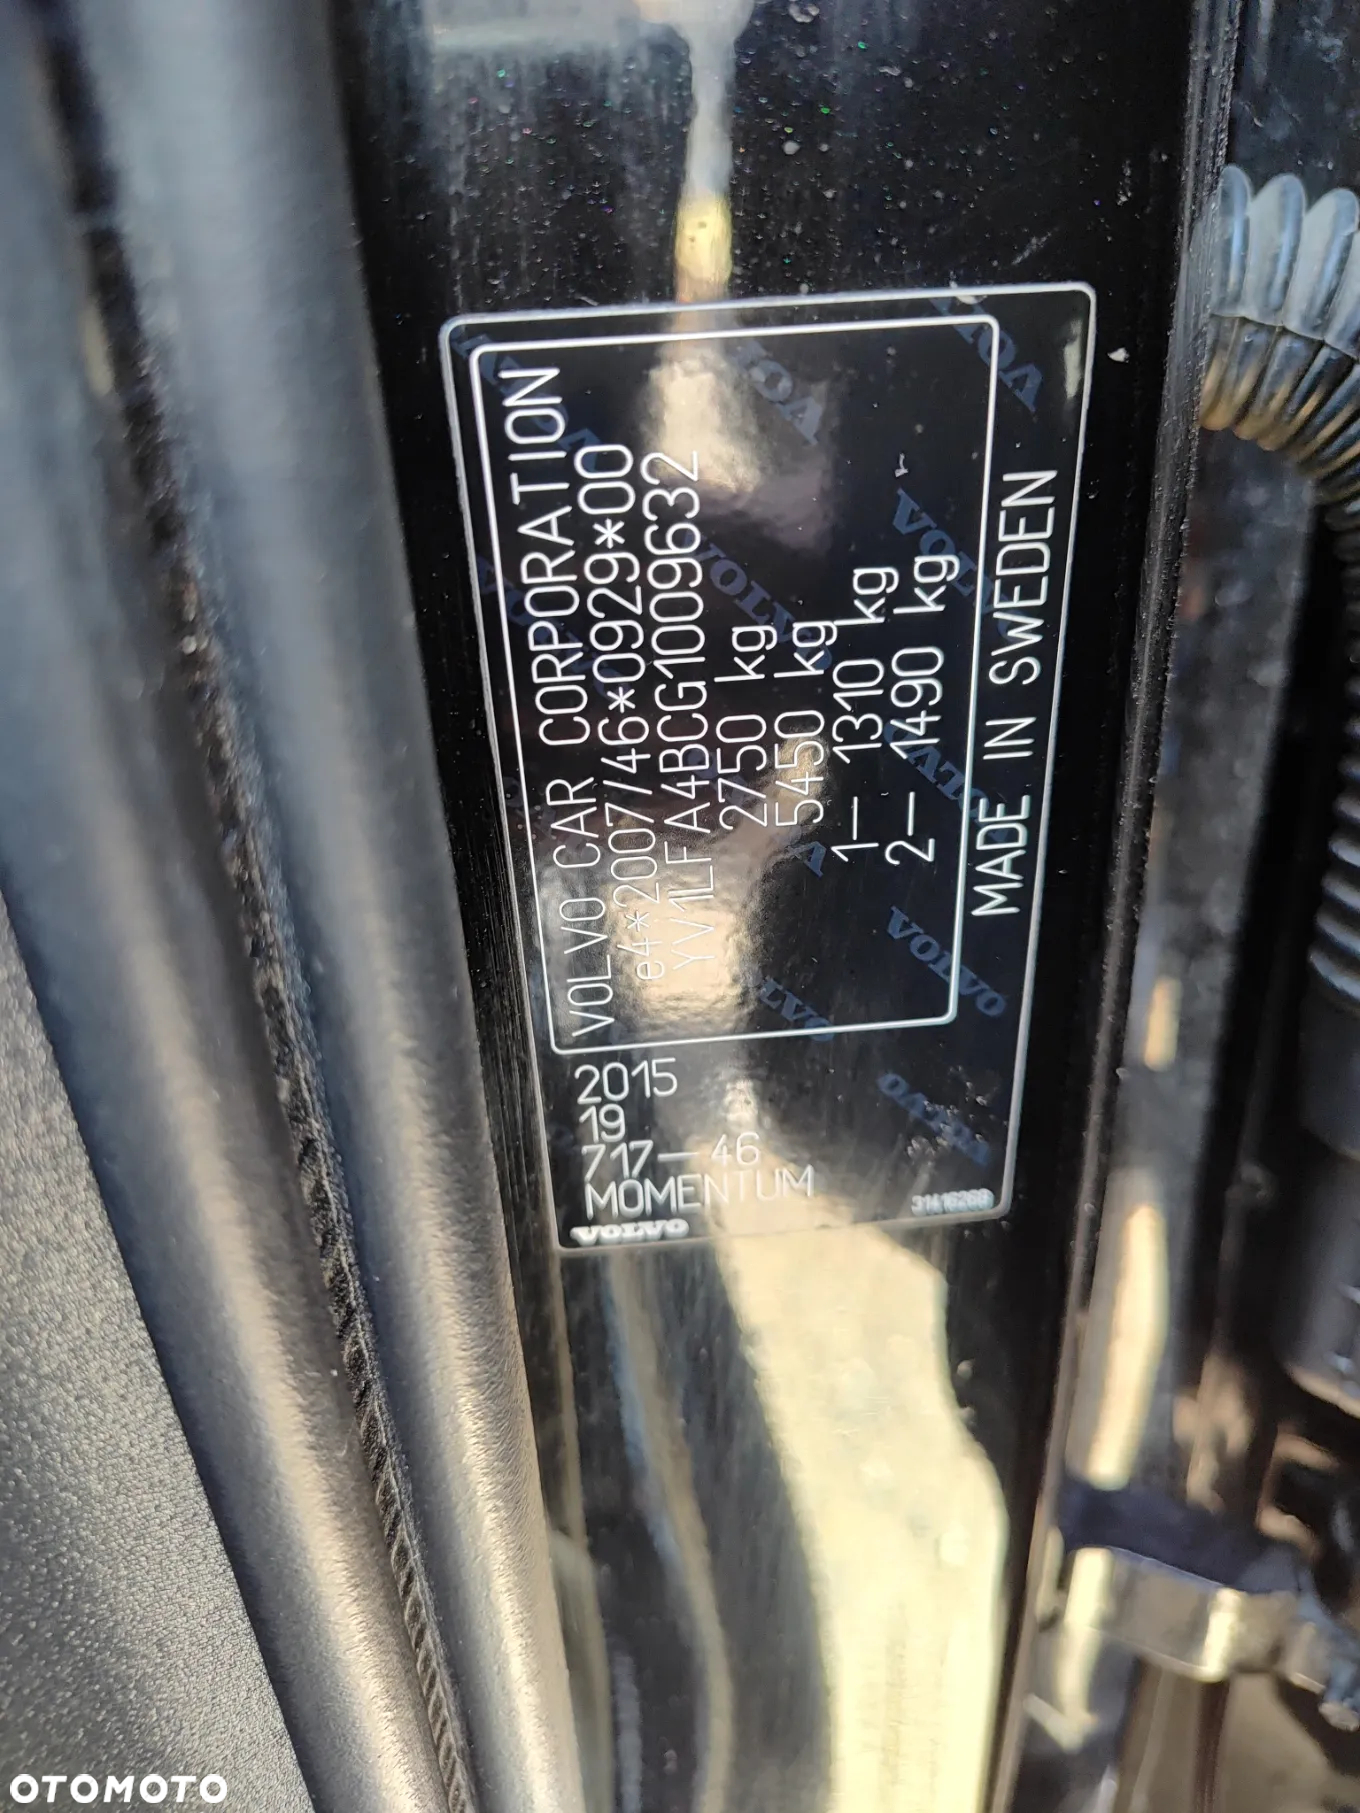 VOLVO CAR CORPORATION
e4*2007/46*0929*00
YV1LFA4BCG1009632
2750 kg
5450 kg
1— 1310 kg
2— 1490 kg
MADE IN SWEDEN
2015
19
717— 46
MOMENTUM
VOLVO
31416268
OTOMOTO